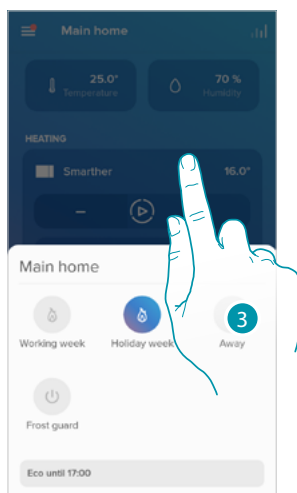 Main home
25.0°
Temperature
70 %
Humidity
HEATING
Smarther
16.0°
Main home
Working week
Holiday week
3
Away
Frost guard
Eco until 17:00